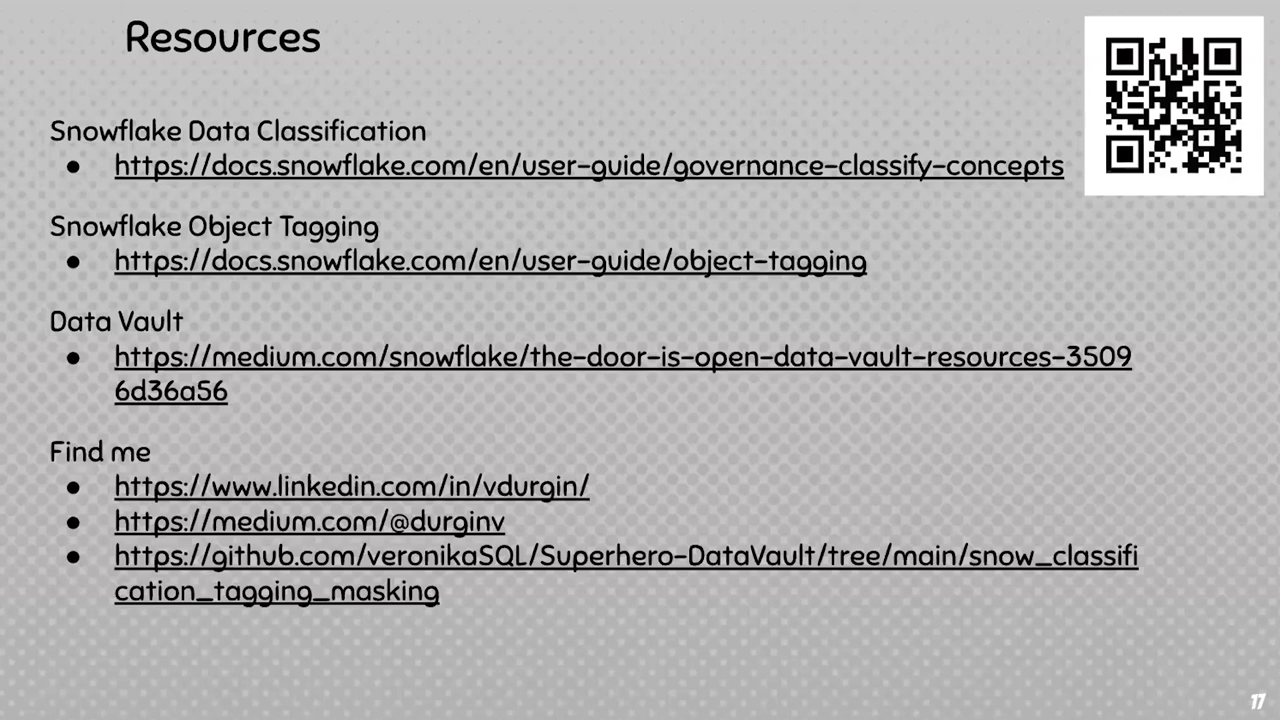 Resources
Snowflake Data Classification
● https://docs.snowflake.com/en/user-guide/governance-classify-concepts
Snowflake Object Tagging
● https://docs.snowflake.com/en/user-guide/object-tagging
Data Vault
● https://medium.com/snowflake/the-door-is-open-data-vault-resources-3509
6d36a56
Find me
● https://www.linkedin.com/in/vdurgin/
● https://medium.com/@durginv
● https://github.com/veronikaSQL/Superhero-DataVault/tree/main/snow_classifi
cation_tagging_masking
17